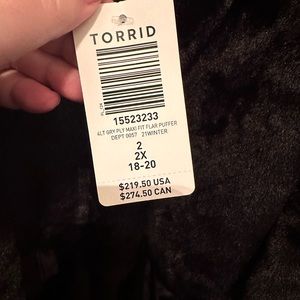 TORRID
15523233
4LT GRY PLY MAXI FIT FLAR PUFFER
DEPT 0057 21WINTER
2
2X
18-20
$219.50 USA
$274.50 CAN